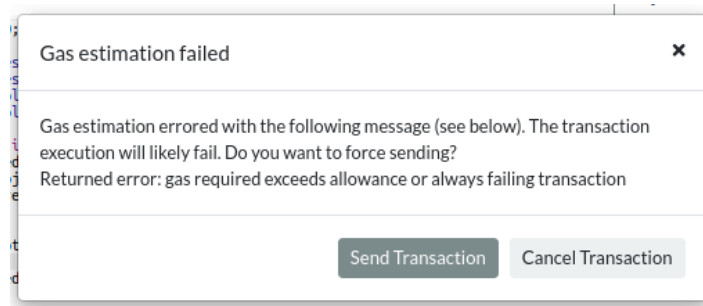 Gas estimation failed
Gas estimation errored with the following message (see below). The transaction
execution will likely fail. Do you want to force sending?
Returned error: gas required exceeds allowance or always failing transaction
Send Transaction
Cancel Transaction